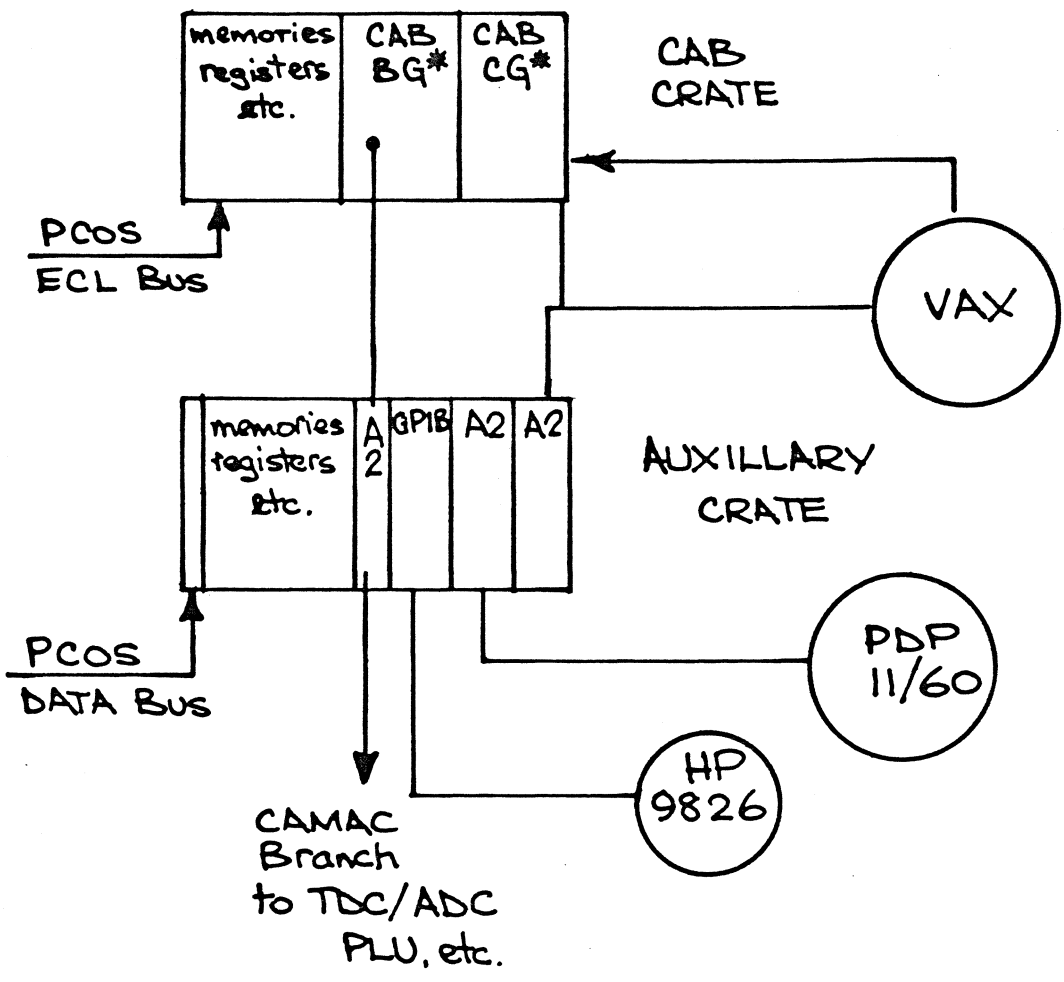 memories
registers
etc.
CAB
BG*
CAB
CG*
CAB
CRATE
PCOS
ECL Bus
VAX
memories
registers
etc.
A
2
GPIB
A2
A2
AUXILLARY
CRATE
PCOS
DATA Bus
PDP
11/60
HP
9826
CAMAC
Branch
to TDC/ADC
PLU, etc.